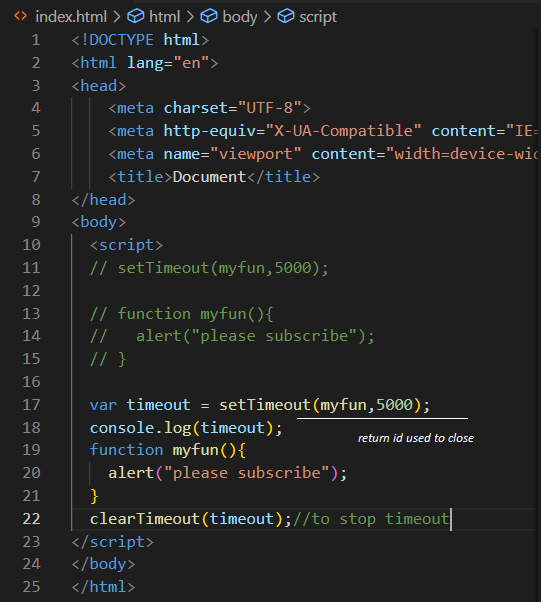 index.html > html > body > script
1 <!DOCTYPE html>
2 <html lang="en">
3 <head>
4 <meta charset="UTF-8">
5 <meta http-equiv="X-UA-Compatible" content="IE=
6 <meta name="viewport" content="width=device-wid
7 <title>Document</title>
8 </head>
9 <body>
10 <script>
11 // setTimeout(myfun,5000);
12
13 // function myfun(){
14 //   alert("please subscribe");
15 // }
16
17 var timeout = setTimeout(myfun,5000);
18 console.log(timeout);
return id used to close
19 function myfun(){
20 alert("please subscribe");
21 }
22 clearTimeout(timeout);//to stop timeout
23 </script>
24 </body>
25 </html>